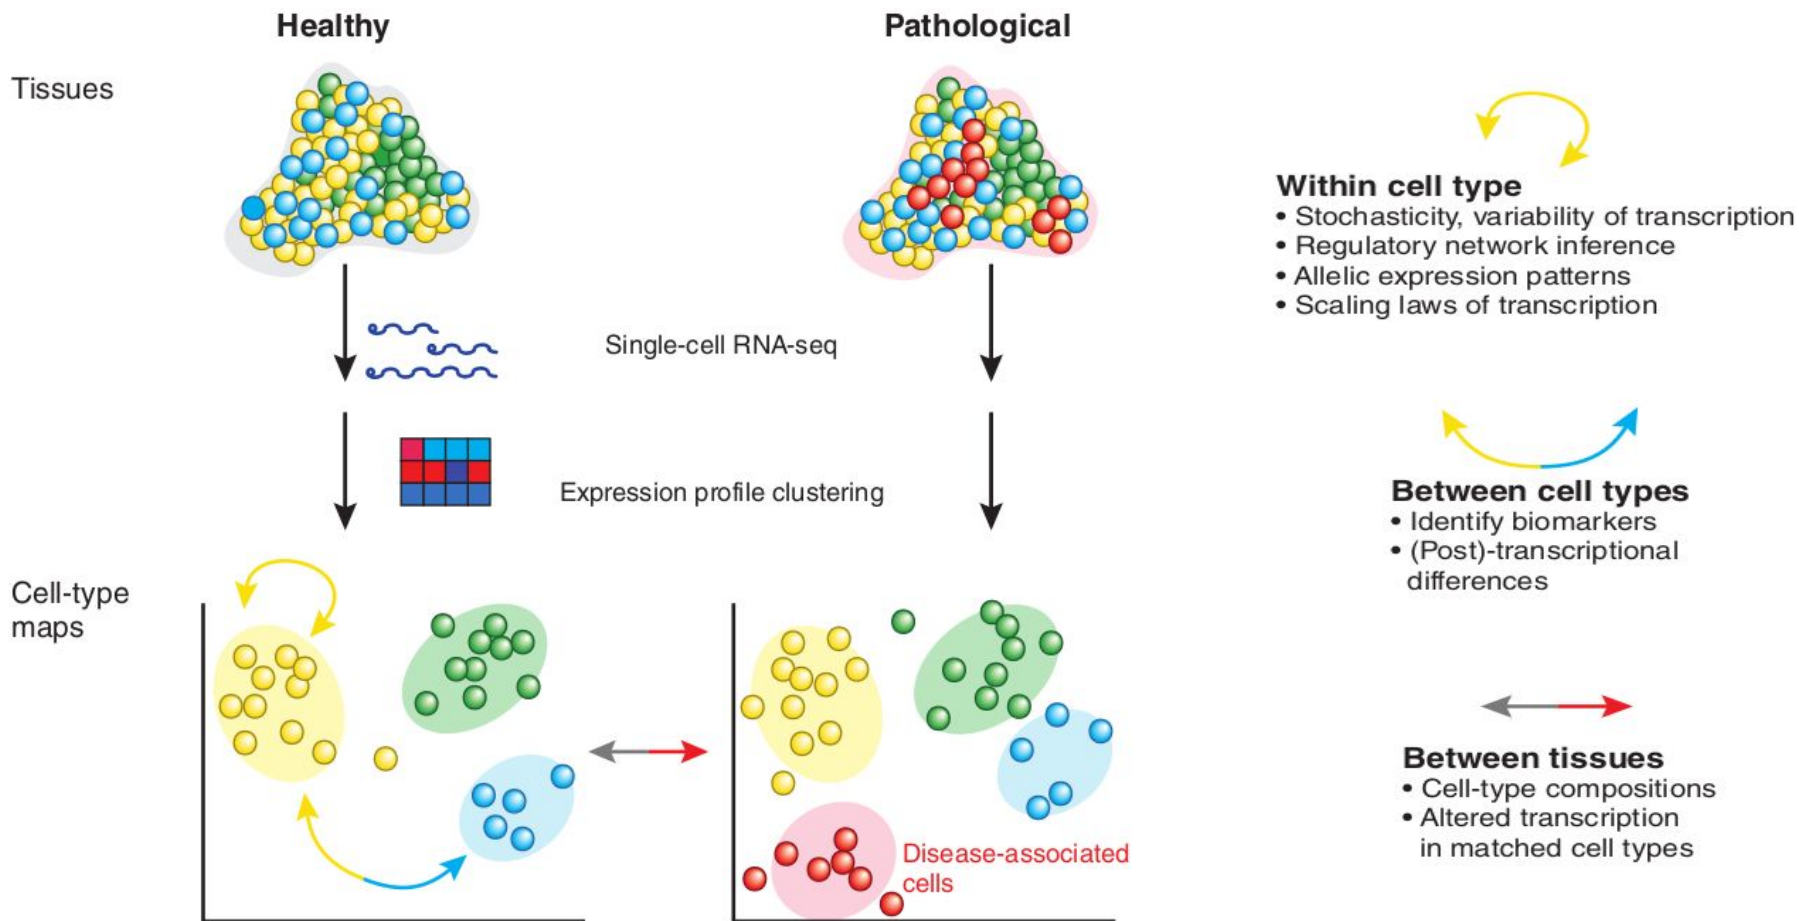 Healthy
Pathological
Tissues
Single-cell RNA-seq
Expression profile clustering
Cell-type
maps
Disease-associated
cells
Within cell type
• Stochasticity, variability of transcription
• Regulatory network inference
• Allelic expression patterns
• Scaling laws of transcription
Between cell types
• Identify biomarkers
• (Post)-transcriptional
differences
Between tissues
• Cell-type compositions
• Altered transcription
in matched cell types